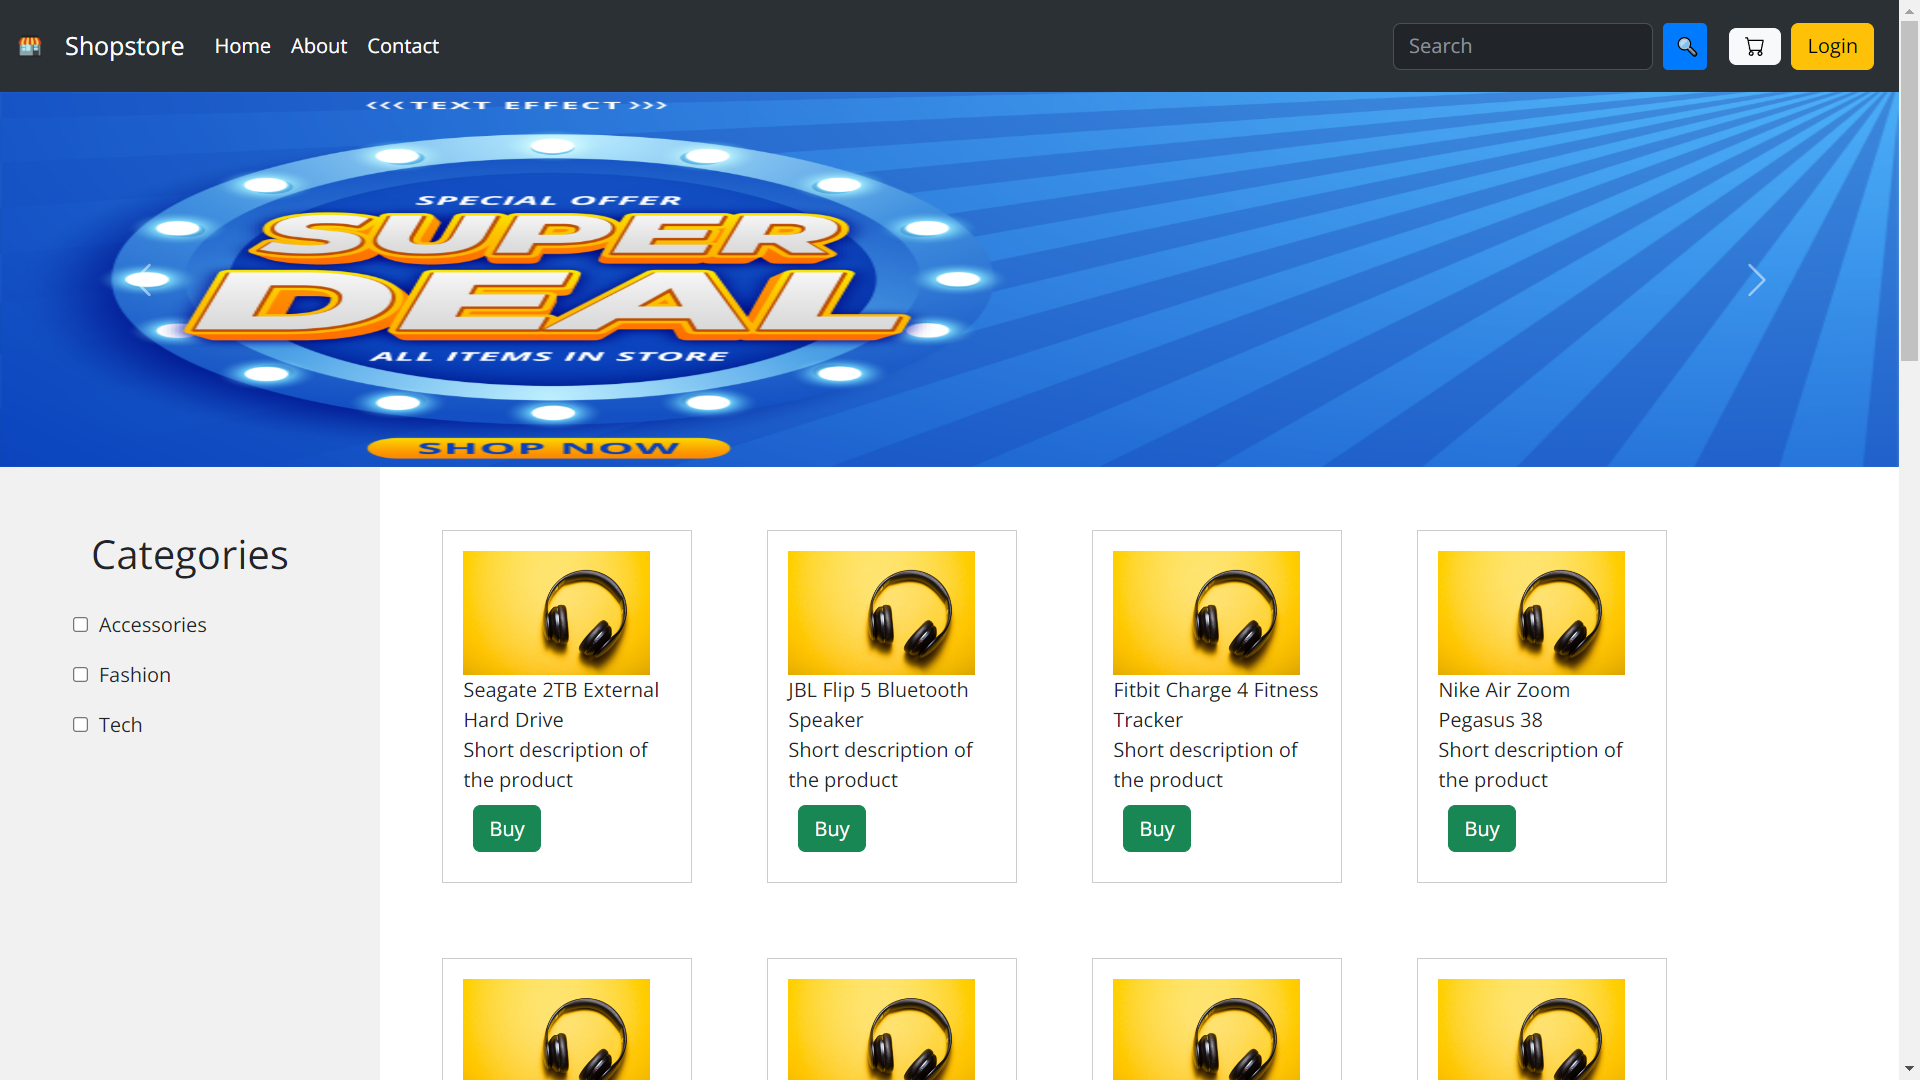 Shopstore Home About Contact Search Login
<<< TEXT EFFECT >>>
SPECIAL OFFER
SUPER
DEAL
ALL ITEMS IN STORE
SHOP NOW
Categories
Accessories
Fashion
Tech
Seagate 2TB External
Hard Drive
Short description of
the product
Buy
JBL Flip 5 Bluetooth
Speaker
Short description of
the product
Buy
Fitbit Charge 4 Fitness
Tracker
Short description of
the product
Buy
Nike Air Zoom
Pegasus 38
Short description of
the product
Buy